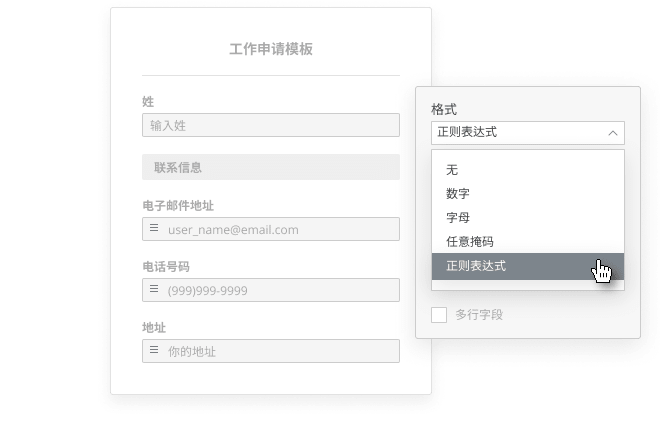 工作申请模板
姓
输入姓
联系信息
电子邮件地址
user_name@email.com
电话号码
(999)999-9999
地址
你的地址
格式
正则表达式
无
数字
字母
任意掩码
正则表达式
多行字段